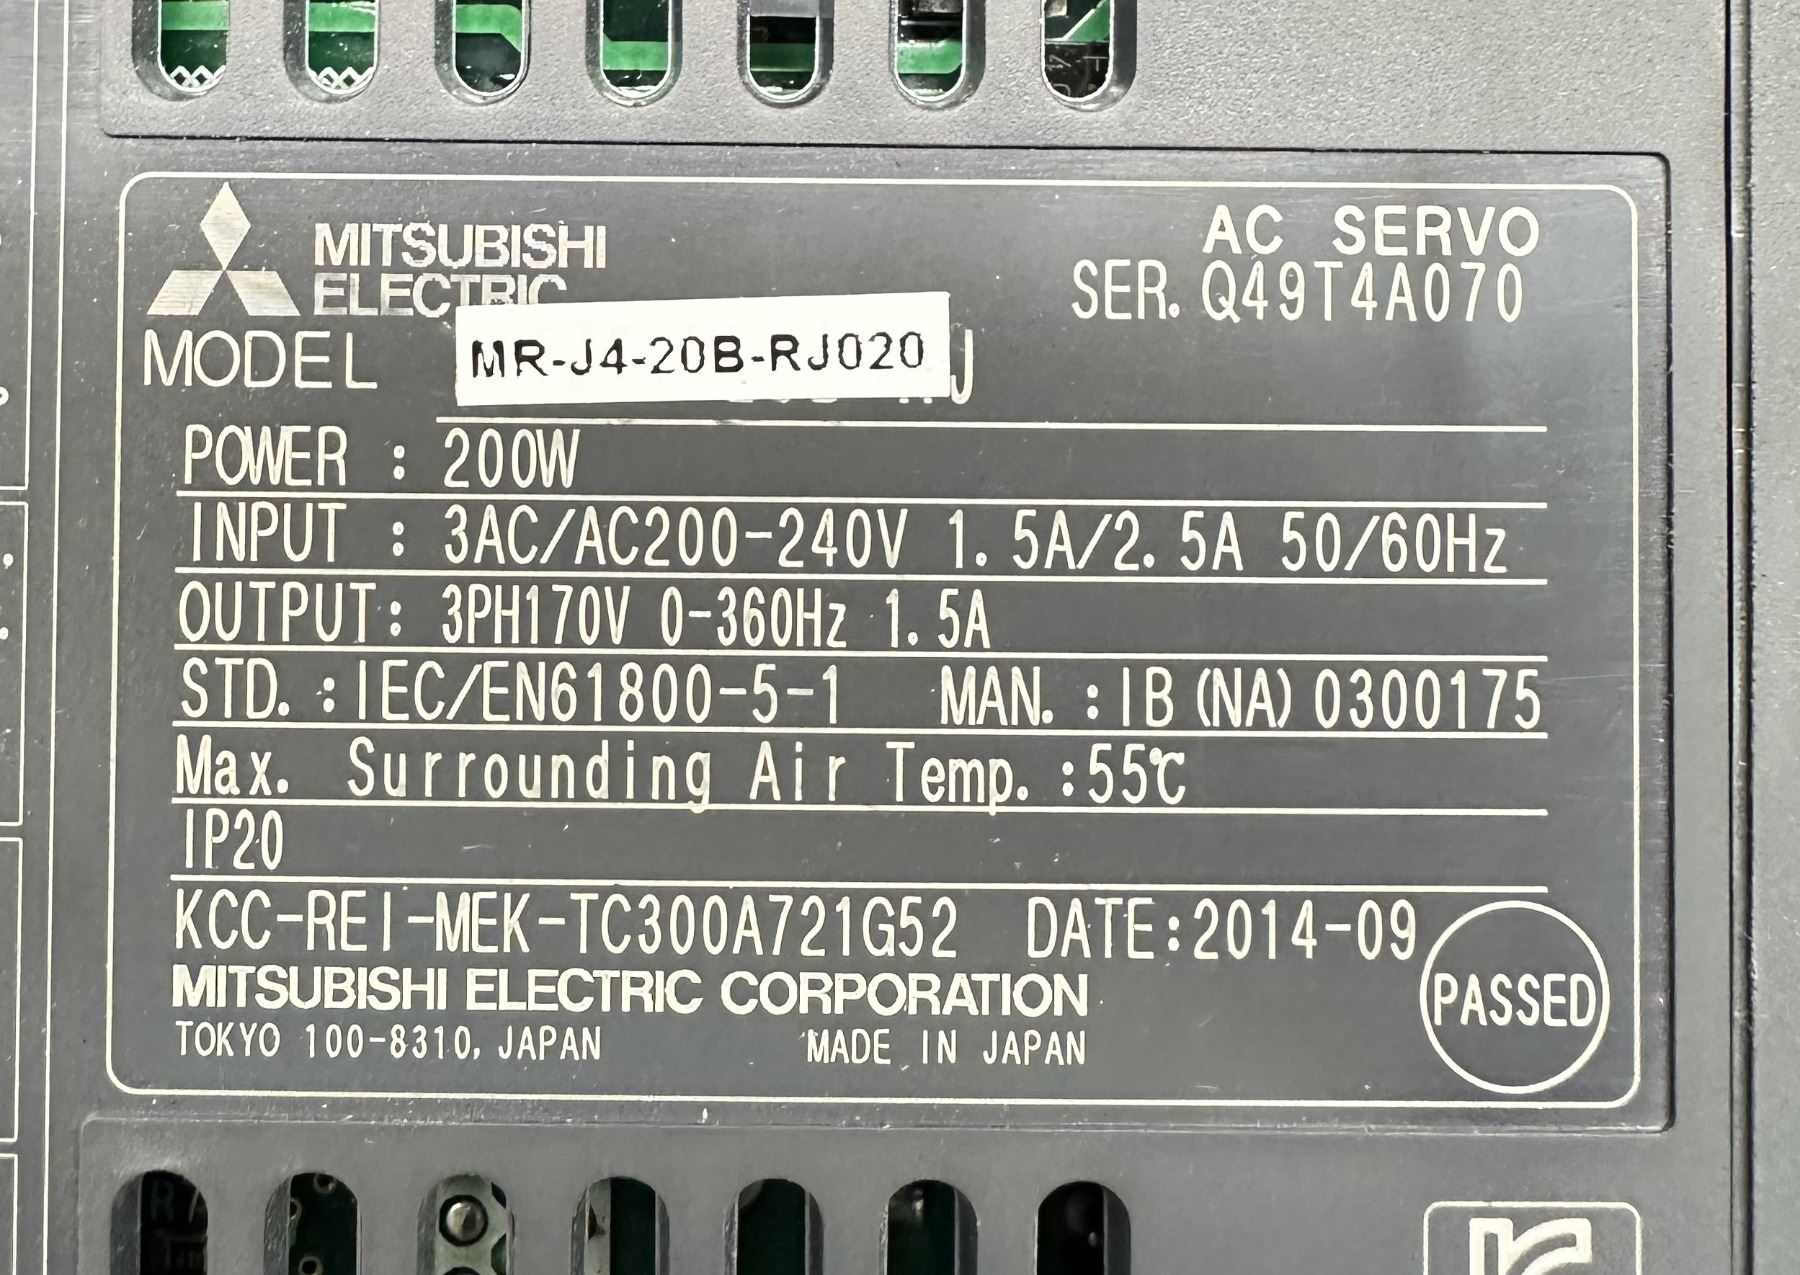 MITSUBISHI
ELECTRIC
AC SERVO
SER. Q49T4A070
MODEL MR-J4-20B-RJ020 J
POWER : 200W
INPUT : 3AC/AC200-240V 1.5A/2.5A 50/60Hz
OUTPUT: 3PH170V 0-360Hz 1.5A
STD. :IEC/EN61800-5-1 MAN. :IB(NA)0300175
Max. Surrounding Air Temp. :55℃
IP20
KCC-REI-MEK-TC300A721G52 DATE:2014-09
MITSUBISHI ELECTRIC CORPORATION
TOKYO 100-8310, JAPAN MADE IN JAPAN
PASSED